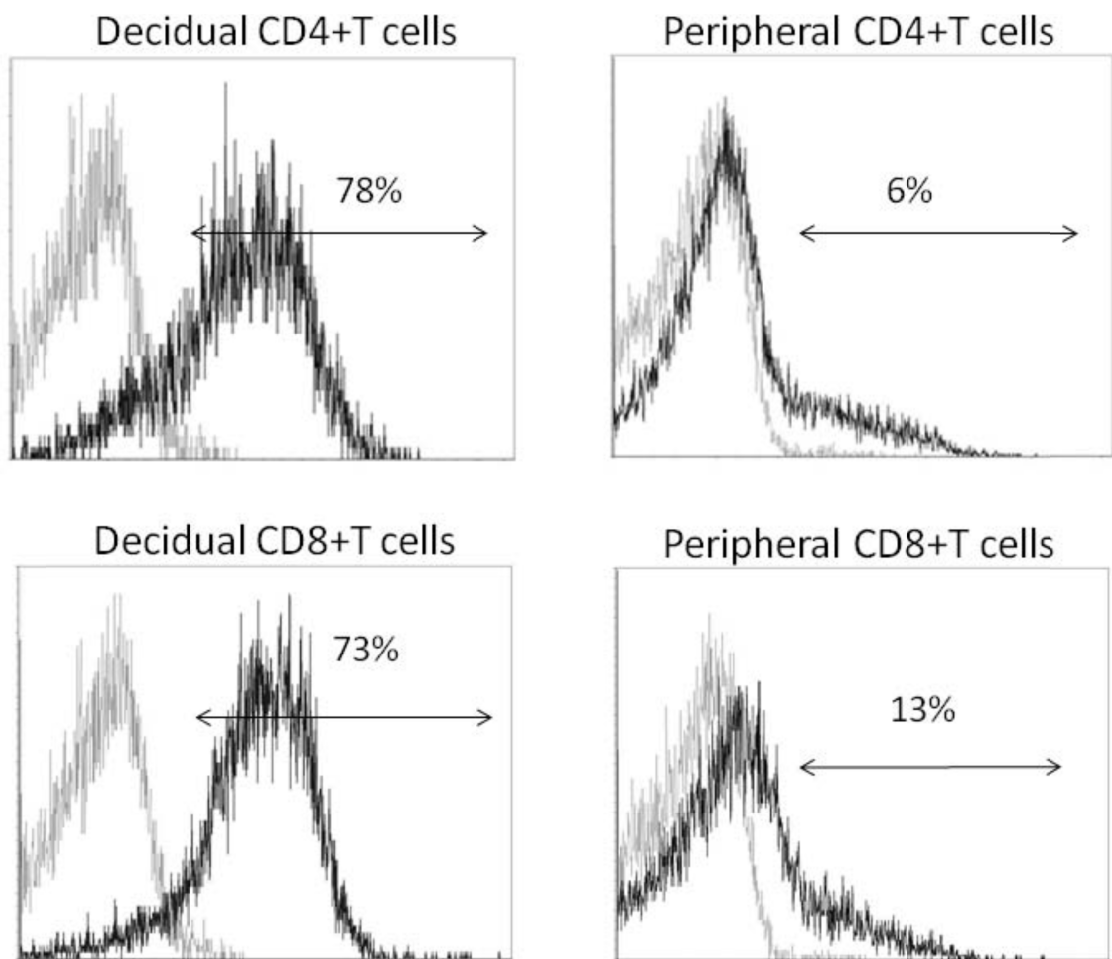 Decidual CD4+T cells
Peripheral CD4+T cells
78%
6%
Decidual CD8+T cells
Peripheral CD8+T cells
73%
13%